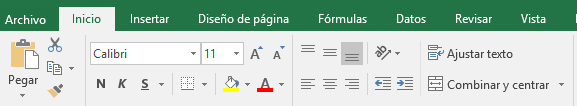 Archivo Inicio Insertar Diseño de página Fórmulas Datos Revisar Vista
Calibri 11 A A Ajustar texto
Pegar N K S A Combinar y centrar